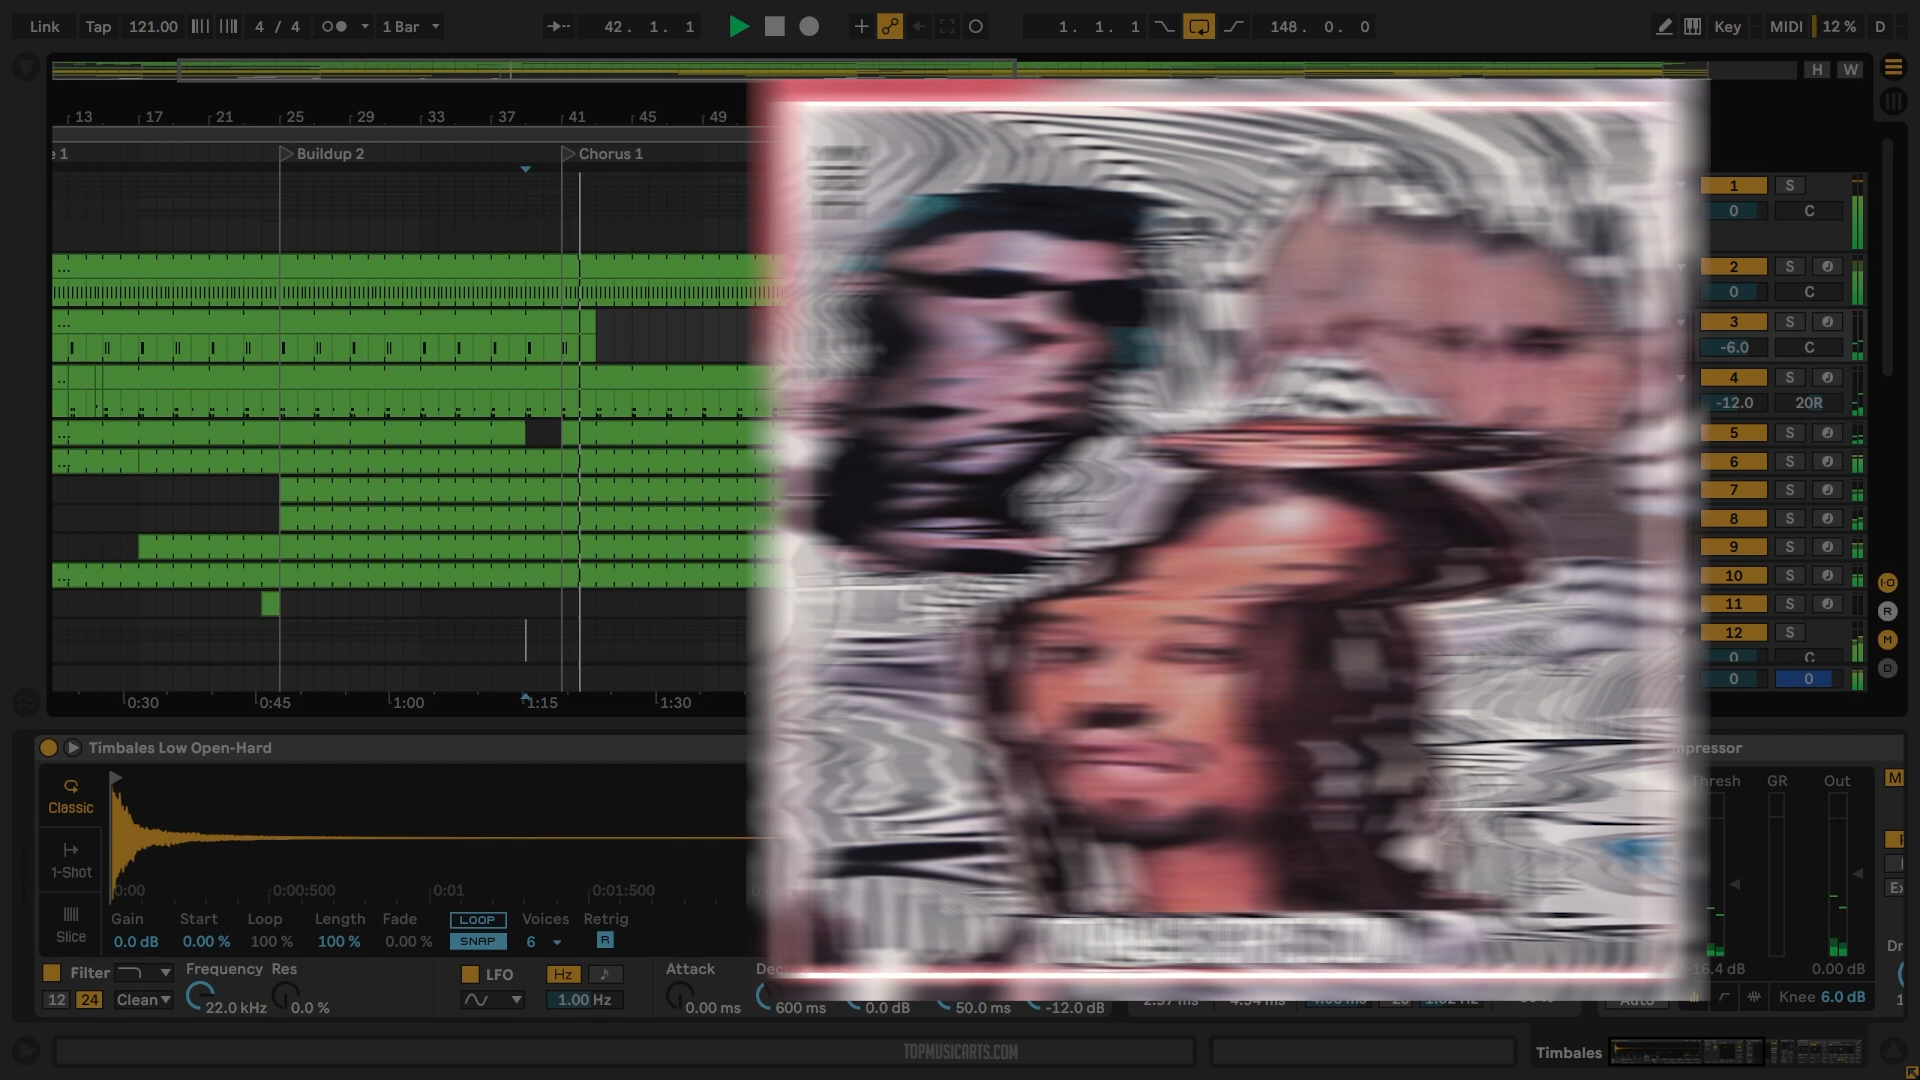 Link Tap 121.00 4 / 4 1 Bar 42. 1. 1 1. 1. 1 148. 0. 0 Key MIDI 12 % D
H W
13 17 21 25 29 33 37 41 45 49
e 1 Buildup 2 Chorus 1
1 S
0 C
2 S
0 C
3 S
-6.0 C
4 S
-12.0 20R
5 S
6 S
7 S
8 S
9 S
10 S
11 S
12 S
0 C
0 0
I·O
R
M
D
0:30 0:45 1:00 1:15 1:30
Timbales Low Open-Hard
Classic
1-Shot
Slice
0:00 0:00:500 0:01 0:01:500
Gain Start Loop Length Fade LOOP Voices Retrig
0.0 dB 0.00 % 100 % 100 % 0.00 % SNAP 6 R
Filter Frequency Res LFO Hz Attack
12 24 Clean 22.0 kHz 0.0 % 1.00 Hz 0.00 ms 600 ms 0.0 dB 50.0 ms -12.0 dB
Thresh GR Out
-16.4 dB 0.00 dB
Auto Knee 6.0 dB
TOPMUSICARTS.COM
Timbales